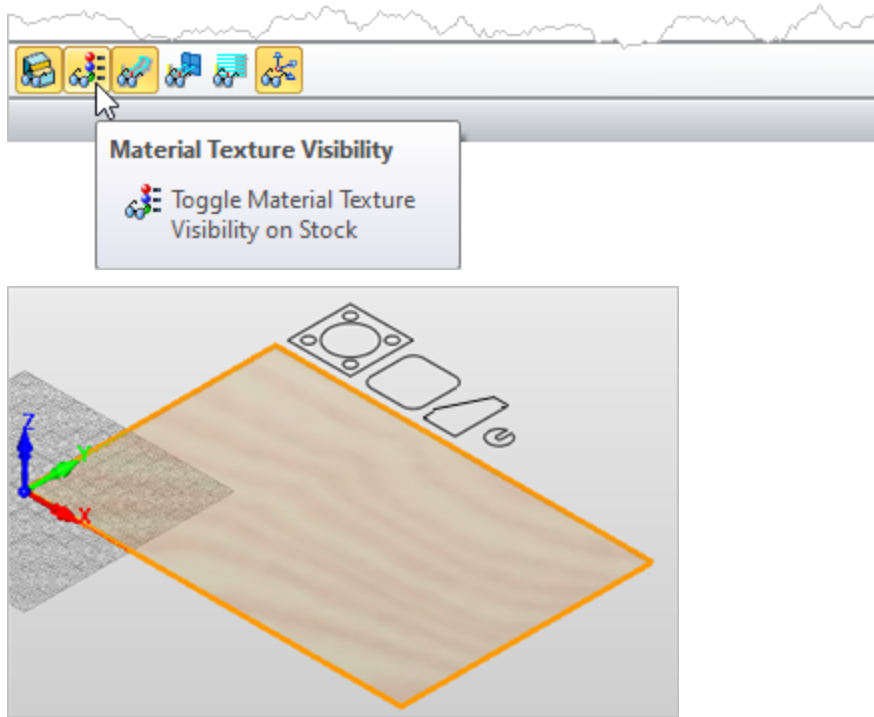 Material Texture Visibility
Toggle Material Texture
Visibility on Stock
Z
Y
X